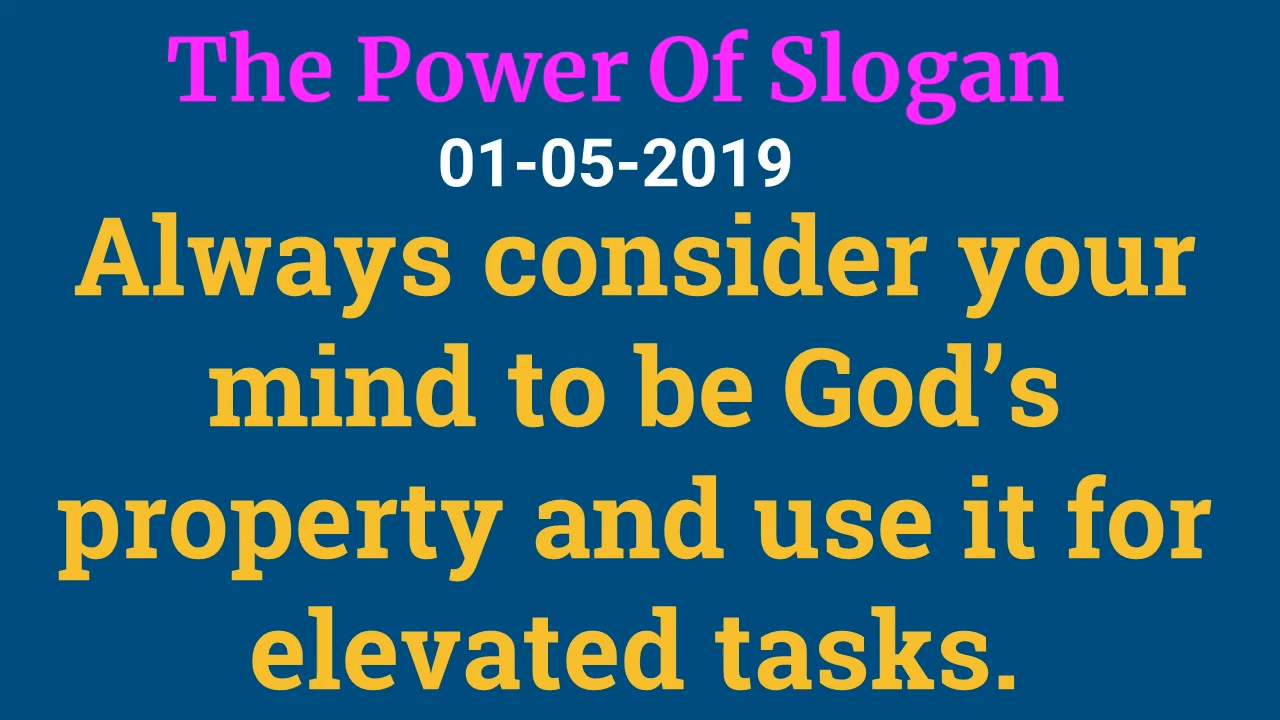 The Power Of Slogan
01-05-2019
Always consider your
mind to be God’s
property and use it for
elevated tasks.